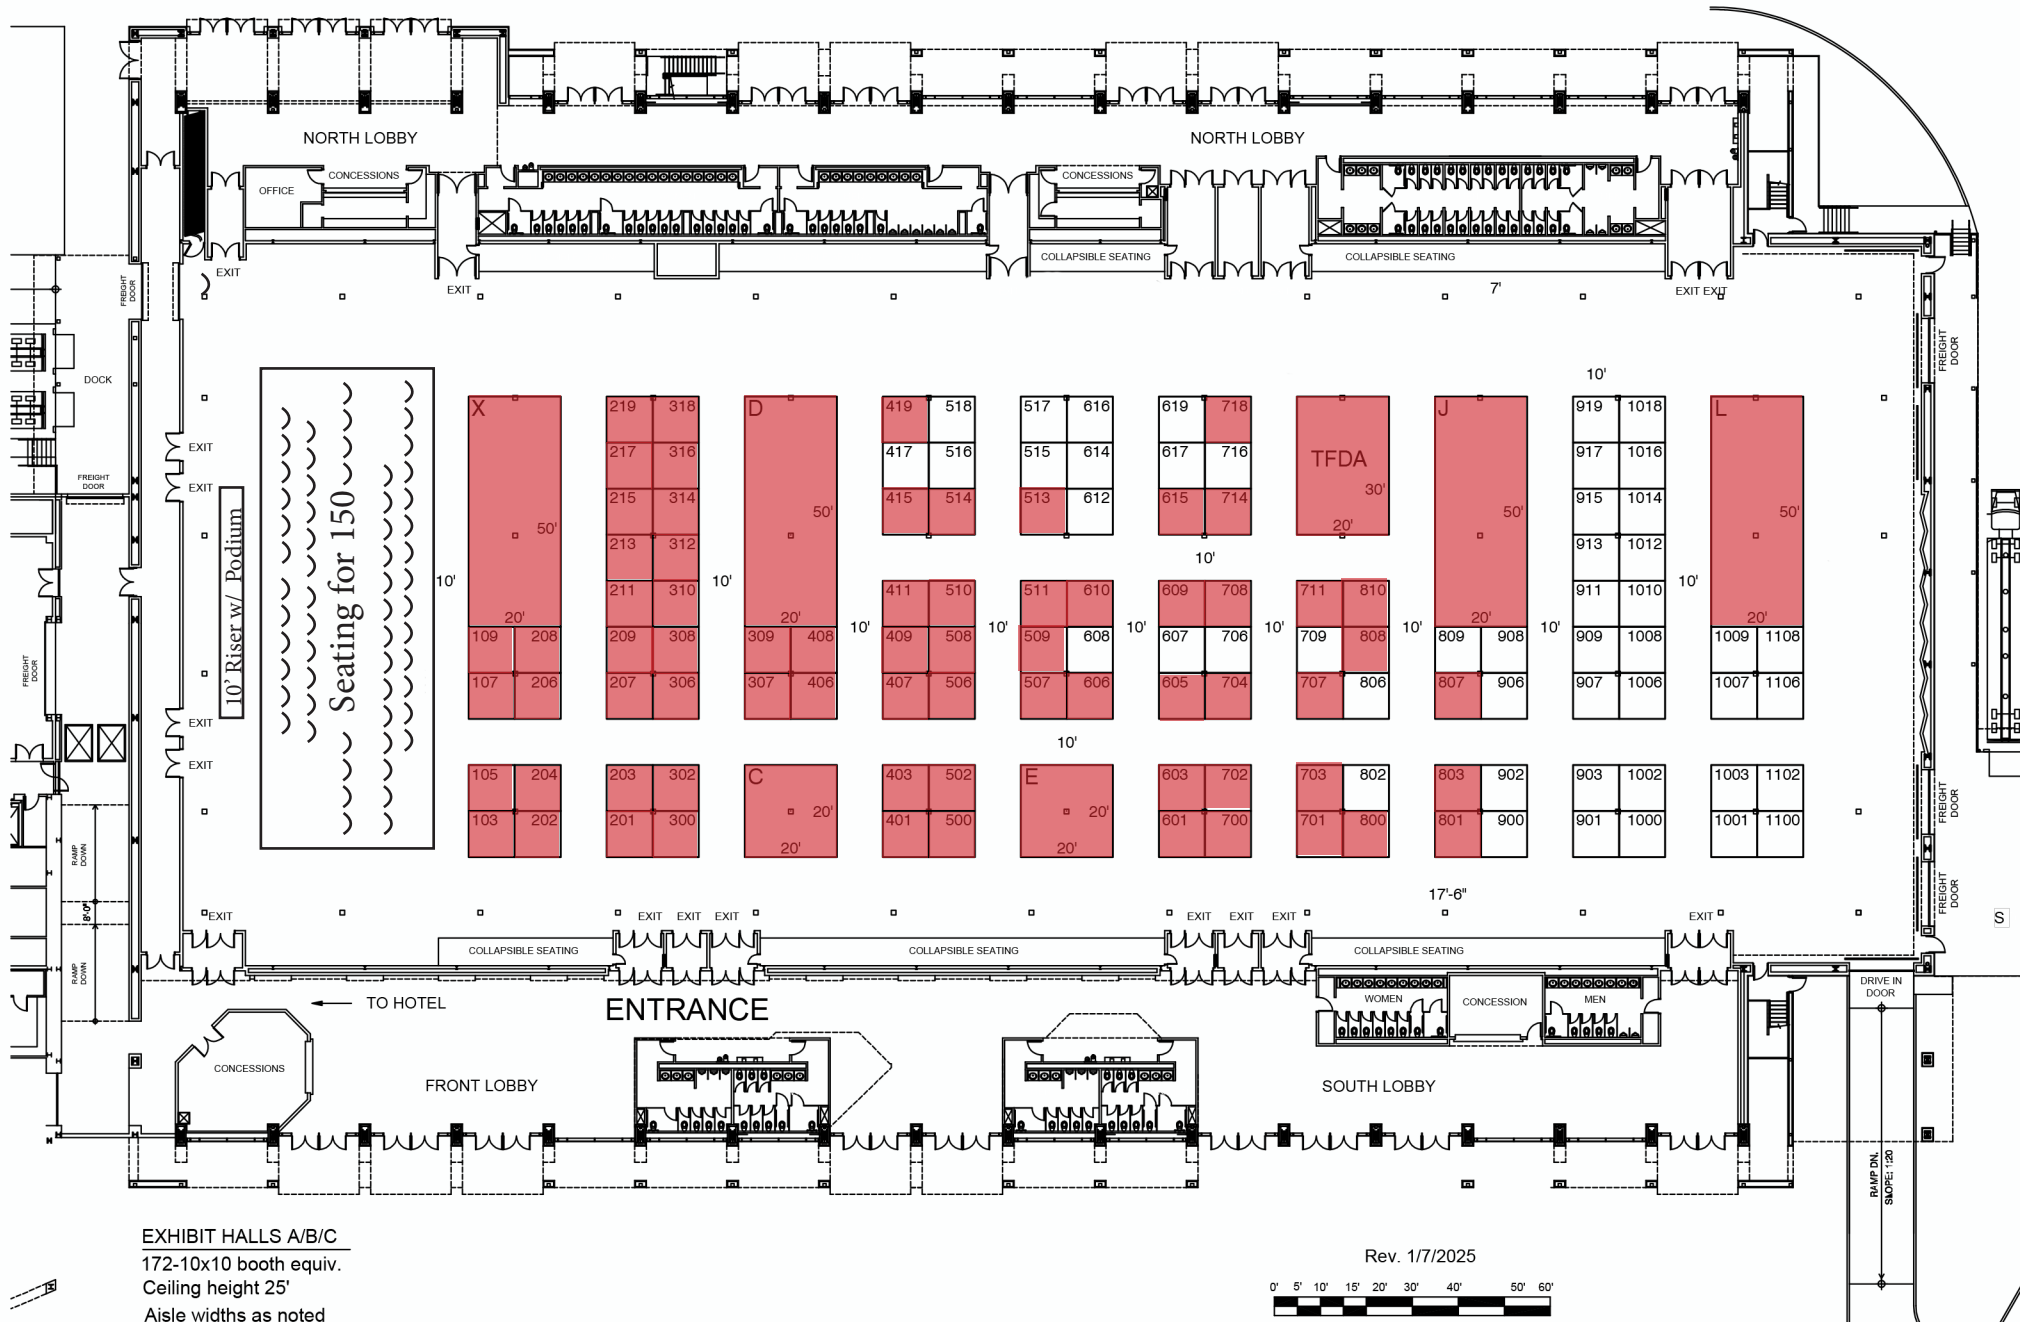 NORTH LOBBY
NORTH LOBBY
OFFICE
CONCESSIONS
CONCESSIONS
COLLAPSIBLE SEATING
COLLAPSIBLE SEATING
EXIT
EXIT
7'
EXIT EXIT
FREIGHT
DOOR
DOCK
FREIGHT
DOOR
FREIGHT
DOOR
FREIGHT
DOOR
EXIT
EXIT
EXIT
EXIT
10' Riser w/ Podium
Seating for 150
10'
X
50'
20'
109 208
107 206
105 204
103 202
219 318
217 316
215 314
213 312
211 310
209 308
207 306
203 302
201 300
10'
D
50'
20'
309 408
307 406
C
20'
20'
10'
419 518
417 516
415 514
411 510
409 508
407 506
403 502
401 500
10'
517 616
515 614
513 612
511 610
509 608
507 606
10'
E
20'
20'
10'
619 718
617 716
615 714
10'
609 708
607 706
605 704
603 702
601 700
10'
TFDA
30'
20'
711 810
709 808
707 806
703 802
701 800
10'
J
50'
20'
809 908
807 906
803 902
801 900
10'
10'
919 1018
917 1016
915 1014
913 1012
911 1010
909 1008
907 1006
903 1002
901 1000
10'
L
50'
20'
1009 1108
1007 1106
1003 1102
1001 1100
17'-6"
FREIGHT
DOOR
FREIGHT
DOOR
S
RAMP
DOWN
8'-0"
RAMP
DOWN
EXIT
EXIT EXIT EXIT
EXIT EXIT EXIT
EXIT
COLLAPSIBLE SEATING
COLLAPSIBLE SEATING
COLLAPSIBLE SEATING
TO HOTEL
ENTRANCE
WOMEN
CONCESSION
MEN
DRIVE IN
DOOR
CONCESSIONS
FRONT LOBBY
SOUTH LOBBY
RAMP DN.
SLOPE: 1:20
EXHIBIT HALLS A/B/C
172-10x10 booth equiv.
Ceiling height 25'
Aisle widths as noted
Rev. 1/7/2025
0' 5' 10' 15' 20' 30' 40' 50' 60'